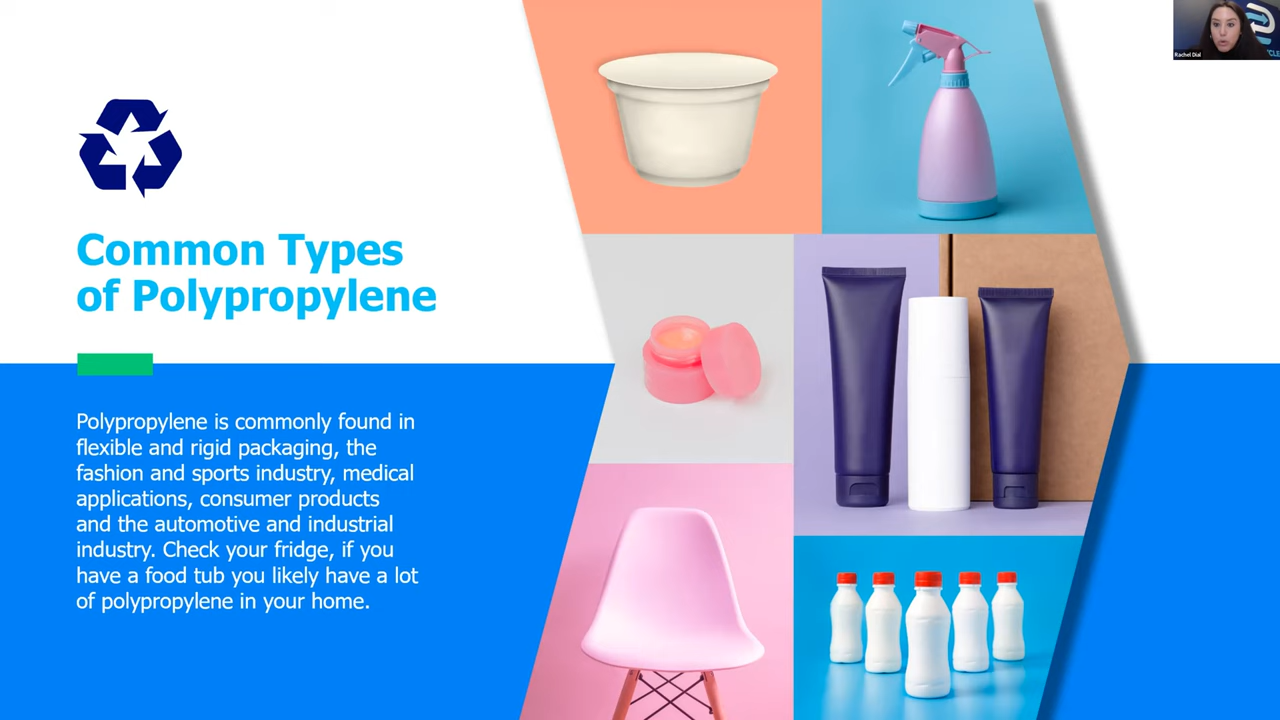 Common Types
of Polypropylene
Polypropylene is commonly found in
flexible and rigid packaging, the
fashion and sports industry, medical
applications, consumer products
and the automotive and industrial
industry. Check your fridge, if you
have a food tub you likely have a lot
of polypropylene in your home.
Rachel Dial